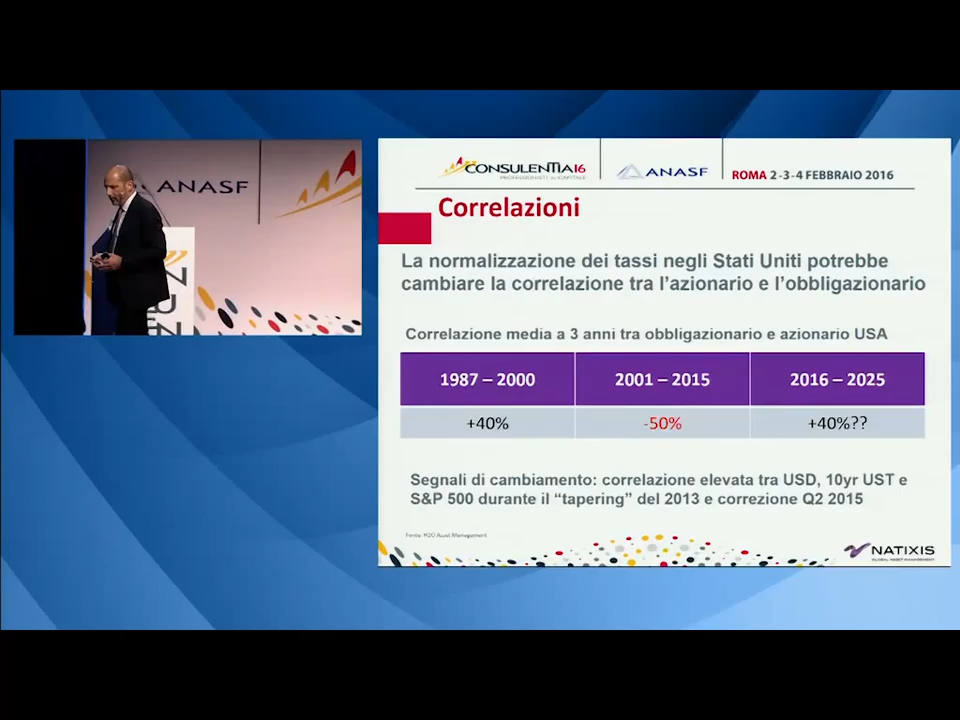 ANASF
CONSULENTIA16
PROFESSIONISTI DI CAPITALE
ANASF
ROMA 2-3-4 FEBBRAIO 2016
Correlazioni
La normalizzazione dei tassi negli Stati Uniti potrebbe
cambiare la correlazione tra l'azionario e l'obbligazionario
Correlazione media a 3 anni tra obbligazionario e azionario USA
1987 – 2000 2001 – 2015 2016 – 2025
+40% -50% +40%??
Segnali di cambiamento: correlazione elevata tra USD, 10yr UST e
S&P 500 durante il “tapering” del 2013 e correzione Q2 2015
Fonte: H2O Asset Management
NATIXIS
GLOBAL ASSET MANAGEMENT